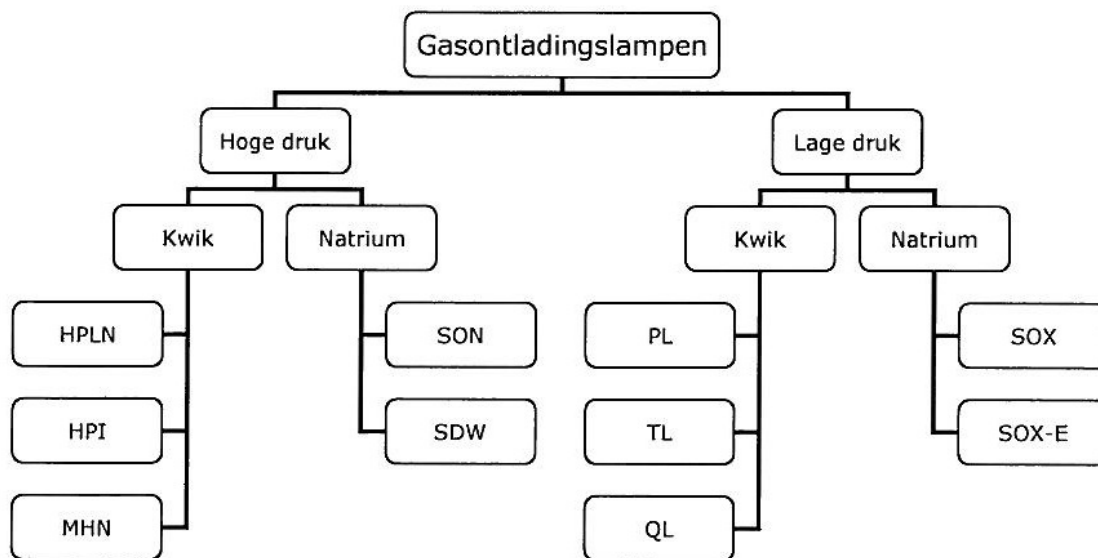 Gasontladingslampen
Hoge druk
Lage druk
Kwik
Natrium
Kwik
Natrium
HPLN
SON
PL
SOX
HPI
SDW
TL
SOX-E
MHN
QL